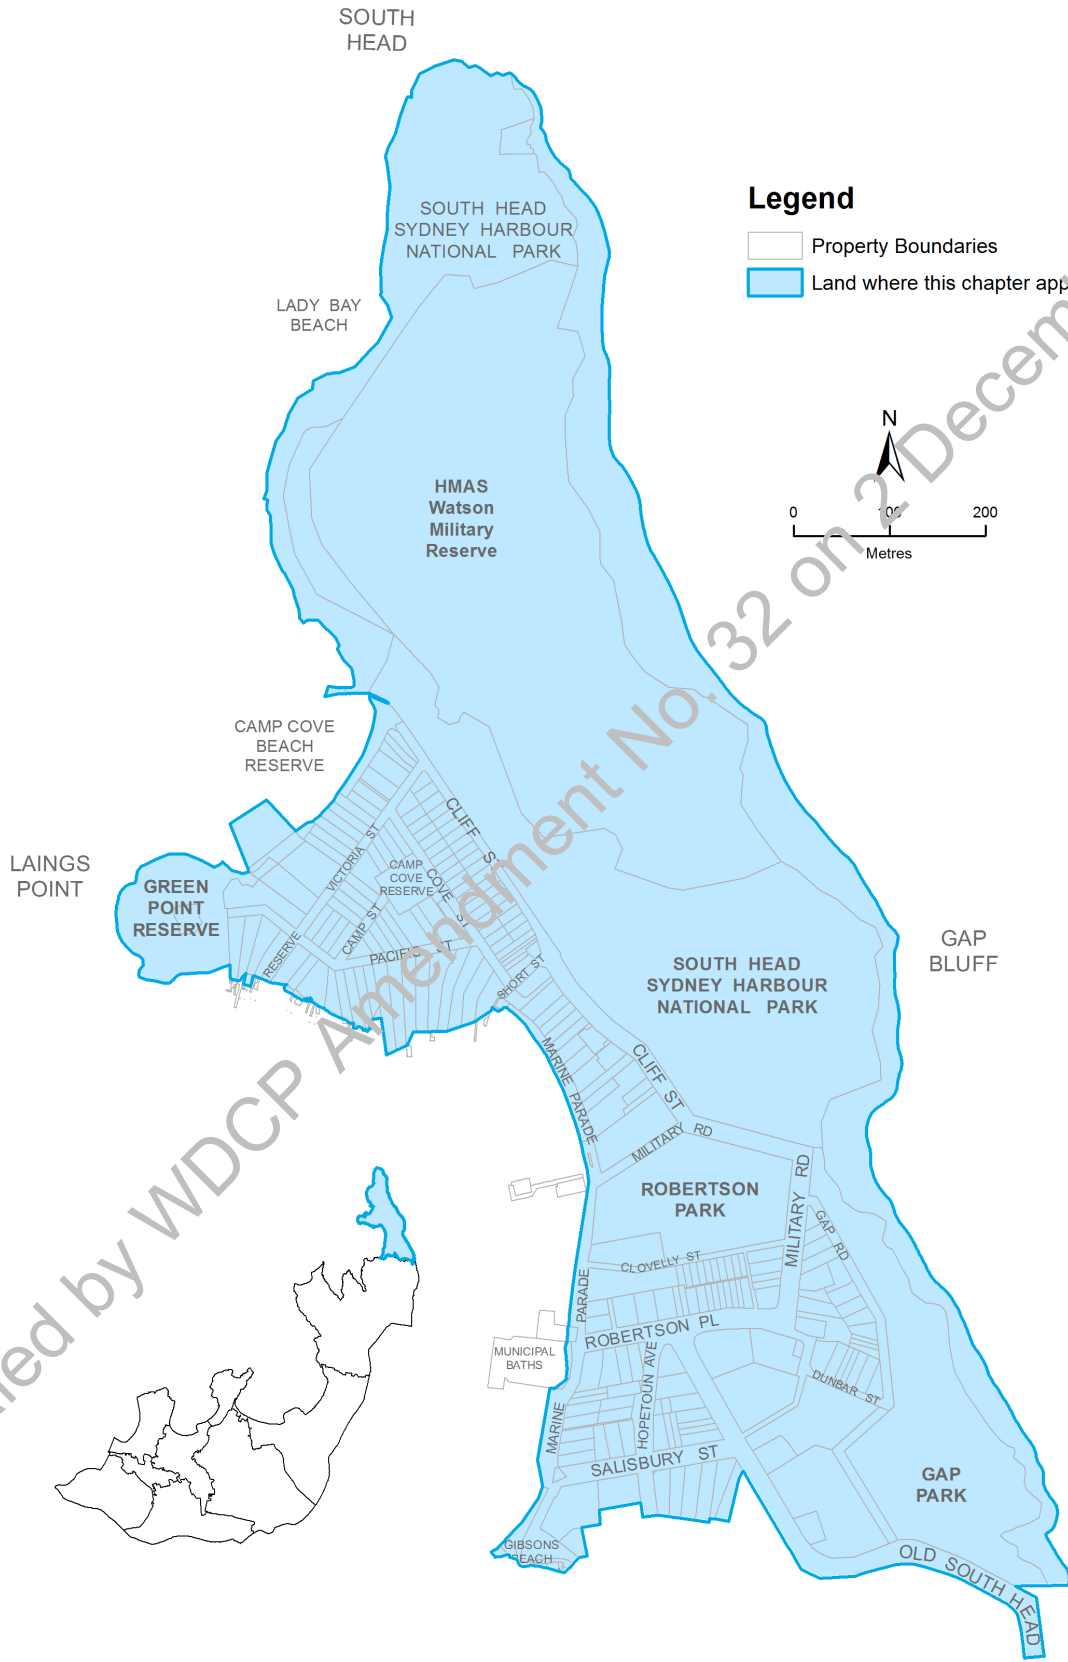 SOUTH
HEAD
SOUTH HEAD
SYDNEY HARBOUR
NATIONAL PARK
LADY BAY
BEACH
Legend
Property Boundaries
Land where this chapter app
N
0 100 200
Metres
HMAS
Watson
Military
Reserve
CAMP COVE
BEACH
RESERVE
LAINGS
POINT
GREEN
POINT
RESERVE
VICTORIA ST
CLIFF ST
CAMP
COVE
RESERVE
COVE ST
CAMP ST
RESERVE
PACIFIC ST
SHORT ST
SOUTH HEAD
SYDNEY HARBOUR
NATIONAL PARK
GAP
BLUFF
MARINE PARADE
CLIFF ST
MILITARY RD
ROBERTSON
PARK
MILITARY RD
GAP RD
CLOVELLY ST
PARADE
ROBERTSON PL
MUNICIPAL
BATHS
HOPETOUN AVE
DUNBAR ST
MARINE
SALISBURY ST
GAP
PARK
GIBSONS
BEACH
OLD SOUTH HEAD
ed by WDCP Amendment No. 32 on 2 Decem